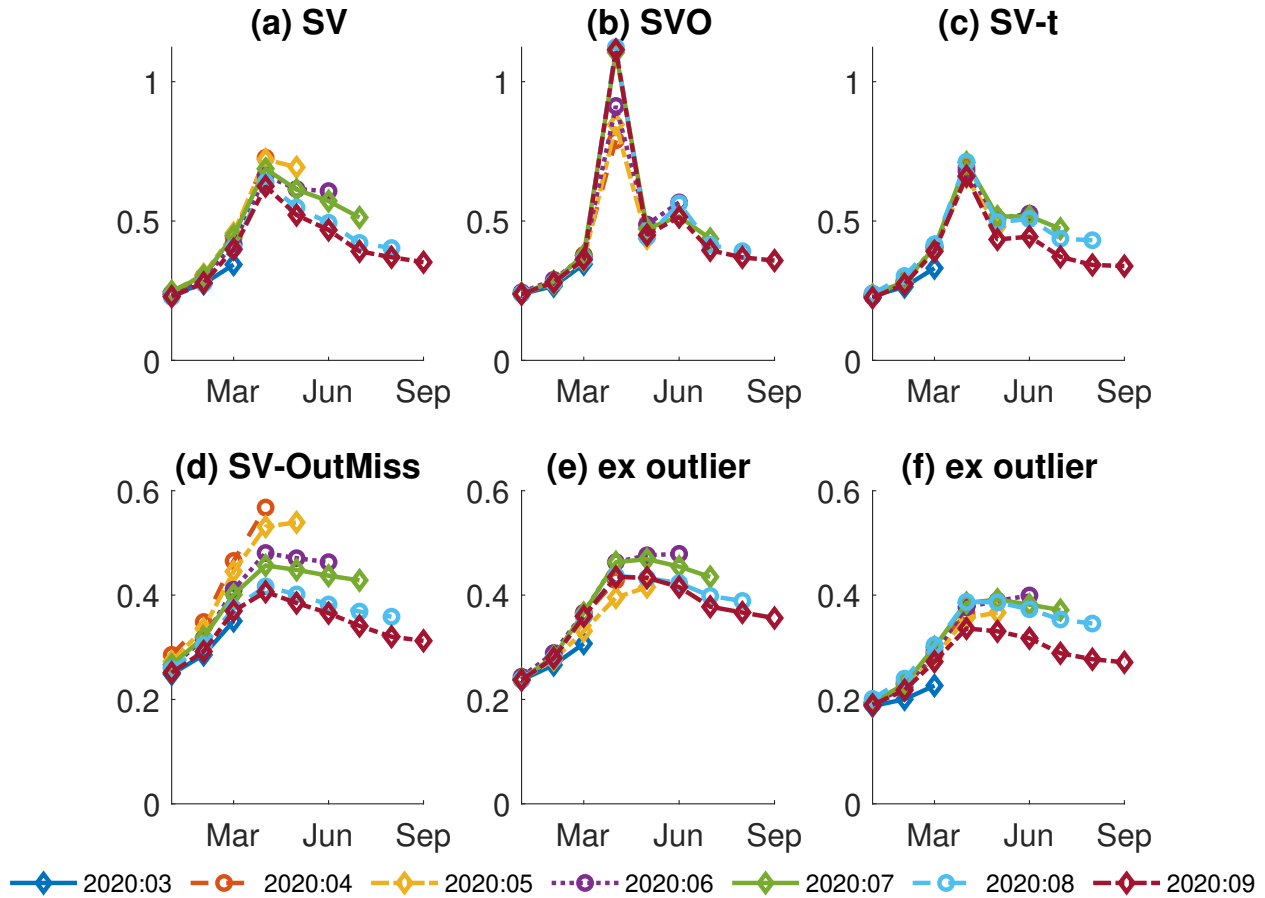 (a) SV (b) SVO (c) SV-t
1 1 1
0.5 0.5 0.5
0 0 0
Mar Jun Sep Mar Jun Sep Mar Jun Sep
(d) SV-OutMiss (e) ex outlier (f) ex outlier
0.6 0.6 0.6
0.4 0.4 0.4
0.2 0.2 0.2
0 0 0
Mar Jun Sep Mar Jun Sep Mar Jun Sep
2020:03 2020:04 2020:05 2020:06 2020:07 2020:08 2020:09